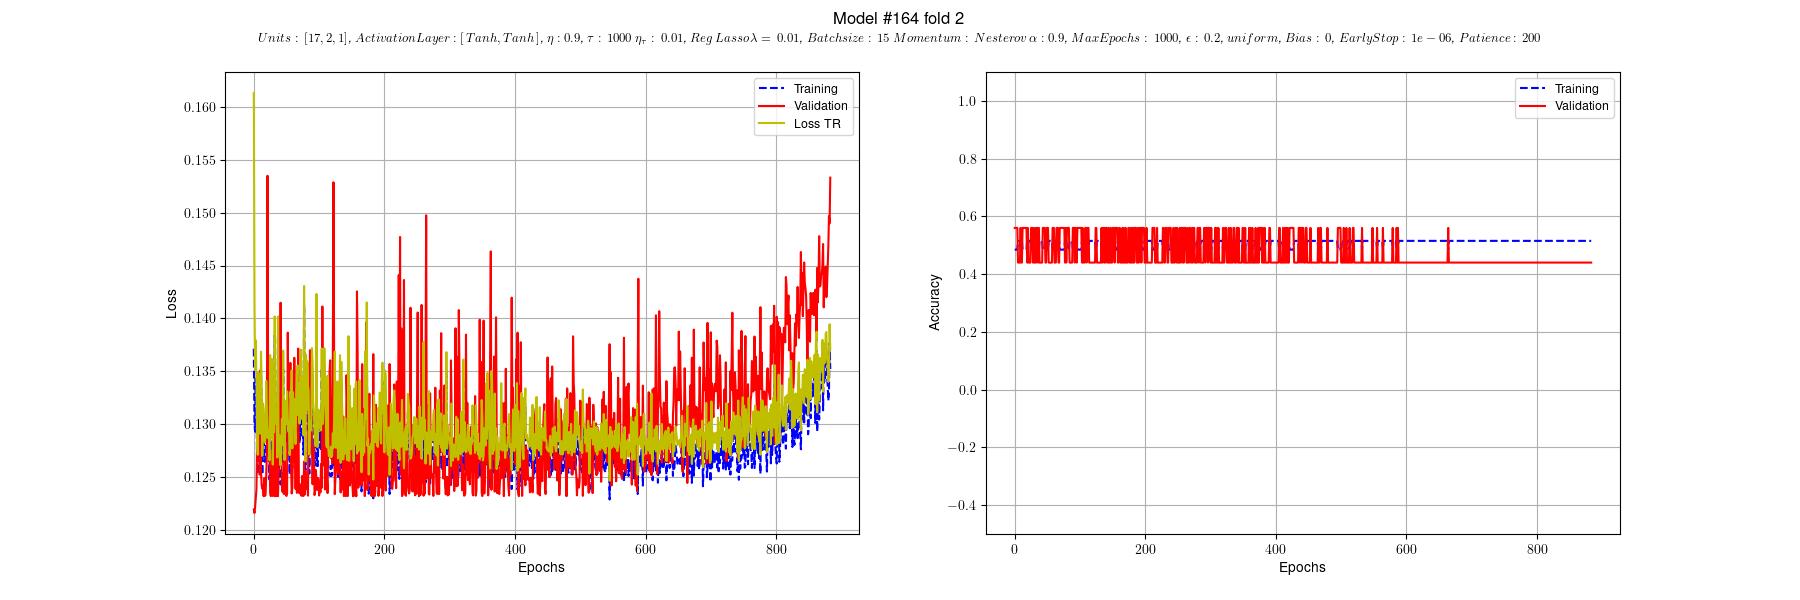 Model #164 fold 2
Units : [17, 2, 1], ActivationLayer : [Tanh, Tanh], η : 0.9, τ : 1000 ητ : 0.01, Reg Lassoλ = 0.01, Batchsize : 15 Momentum : Nesterov α : 0.9, MaxEpochs : 1000, ϵ : 0.2, uniform, Bias : 0, EarlyStop : 1e − 06, Patience : 200
Loss
0.160
0.155
0.150
0.145
0.140
0.135
0.130
0.125
0.120
0 200 400 600 800
Epochs
Training
Validation
Loss TR
Accuracy
1.0
0.8
0.6
0.4
0.2
0.0
−0.2
−0.4
0 200 400 600 800
Epochs
Training
Validation